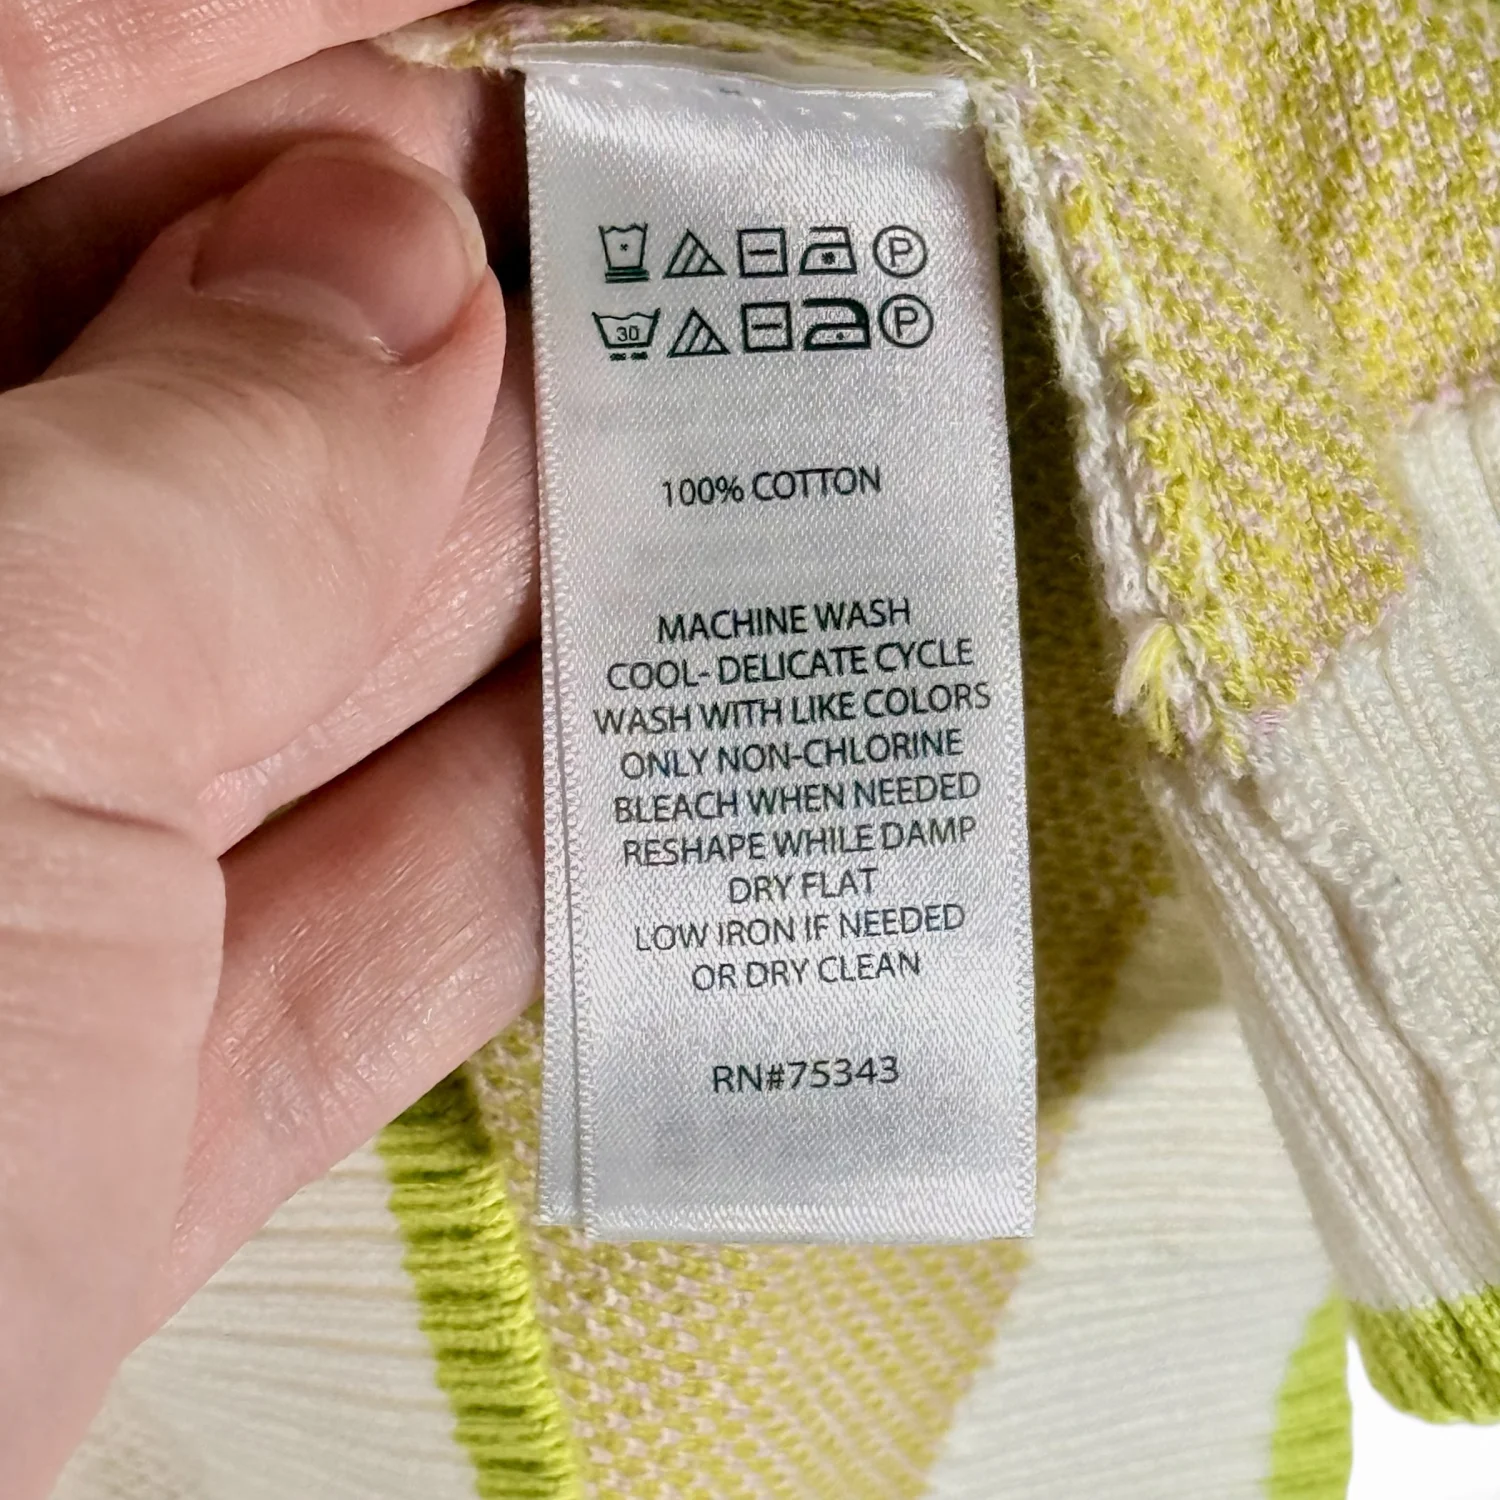 P
30 P
100% COTTON
MACHINE WASH
COOL- DELICATE CYCLE
WASH WITH LIKE COLORS
ONLY NON-CHLORINE
BLEACH WHEN NEEDED
RESHAPE WHILE DAMP
DRY FLAT
LOW IRON IF NEEDED
OR DRY CLEAN
RN#75343